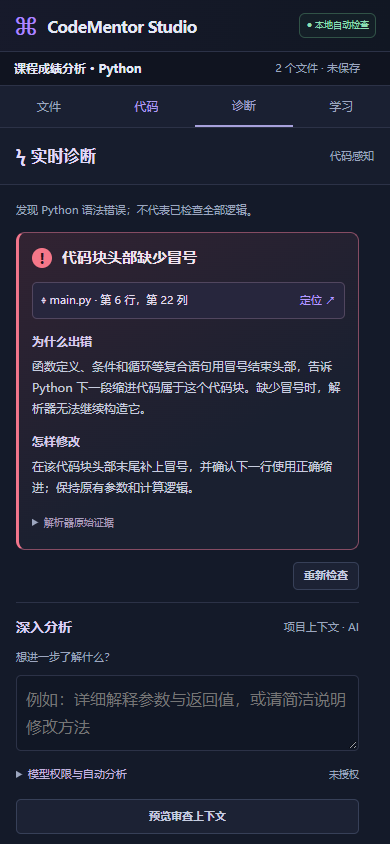 CodeMentor Studio
本地自动检查
课程成绩分析 • Python
2 个文件 · 未保存
文件
代码
诊断
学习
实时诊断
代码感知
发现 Python 语法错误；不代表已检查全部逻辑。
代码块头部缺少冒号
main.py · 第 6 行，第 22 列
定位 ↗
为什么出错
函数定义、条件和循环等复合语句用冒号结束头部，告诉
Python 下一段缩进代码属于这个代码块。缺少冒号时，解
析器无法继续构造它。
怎样修改
在该代码块头部末尾补上冒号，并确认下一行使用正确缩
进；保持原有参数和计算逻辑。
解析器原始证据
重新检查
深入分析
项目上下文 · AI
想进一步了解什么？
例如：详细解释参数与返回值，或请简洁说明
修改方法
模型权限与自动分析
未授权
预览审查上下文